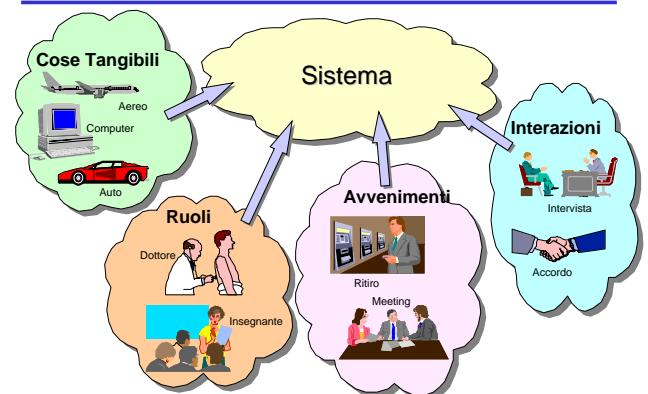 Cose Tangibili
Aereo
Computer
Auto
Sistema
Interazioni
Intervista
Accordo
Ruoli
Dottore
Insegnante
Avvenimenti
Ritiro
Meeting